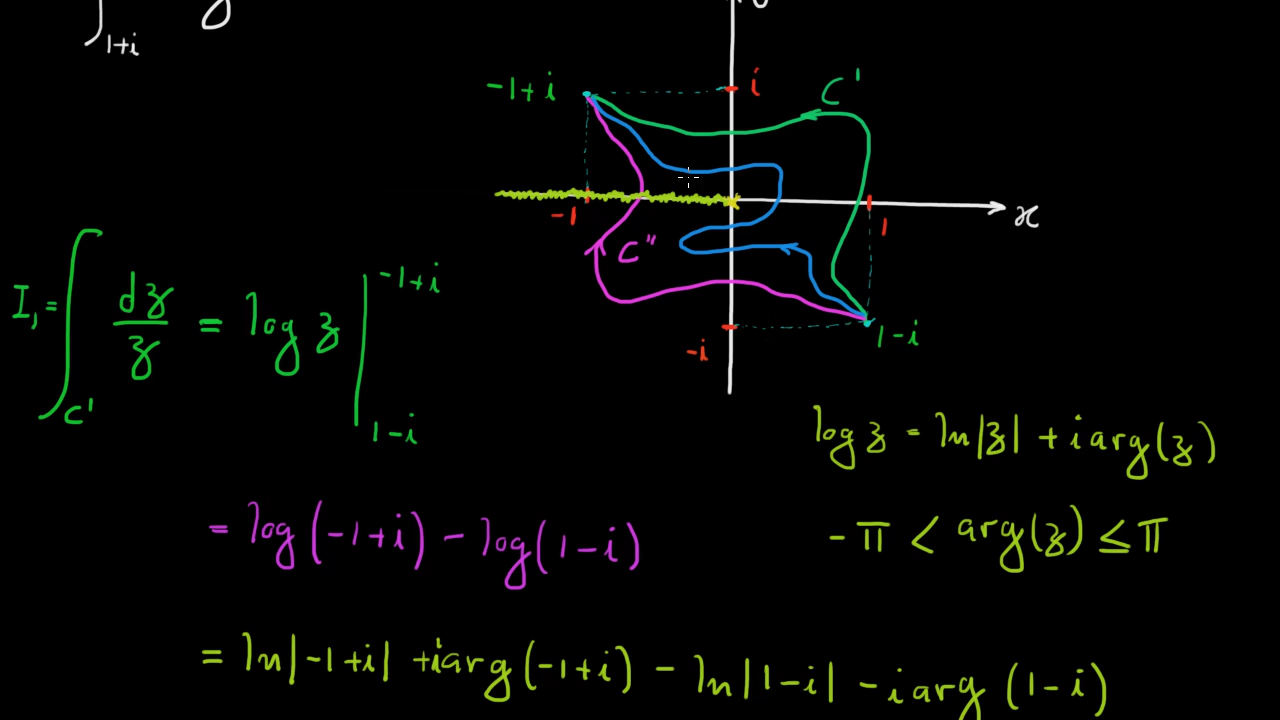 ∫_{1+i} z
-1+i i C'
-1 1 x
C"
-i 1-i
I₁ = ∫_{C'} dz/z = log z |_{1-i}^{-1+i}
log z = ln|z| + i arg(z)
= log(-1+i) - log(1-i)
-π < arg(z) ≤ π
= ln|-1+i| + i arg(-1+i) - ln|1-i| - i arg(1-i)